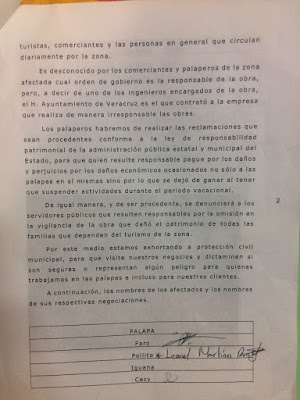 turistas, comerciantes y las personas en general que circulan
diariamente por la zona.
Es desconocido por los comerciantes y palaperos de la zona
afectada cual orden de gobierno es la responsable de la obra,
pero, a decir de uno de los ingenieros encargados de la obra,
el H. Ayuntamiento de Veracruz es el que contrató a la empresa
que realiza de manera irresponsable las obras.
Los palaperos habremos de realizar las reclamaciones que
sean procedentes conforme a la ley de responsabilidad
patrimonial de la administración pública estatal y municipal del
Estado, para que quien resulte responsable pague por los daños
y perjuicios por los daños económicos ocasionados no sólo a las
palapas en si mismas sino por lo que se dejó de ganar al tener
que suspender actividades durante el periodo vacacional.
De igual manera, y de ser procedente, se denunciará a los
servidores públicos que resulten responsables por la omisión en
la vigilancia de la obra que dañó el patrimonio de todas las
familias que dependen del turismo de la zona.
2
Por este medio estamos exhortando a protección civil
municipal, para que visite nuestros negocios y dictaminen si
son seguras o representan algún peligro para quienes
trabajamos en las palapas e incluso para nuestros clientes.
A continuación, los nombres de los afectados y los nombres
de sus respectivas negociaciones.
PALAPA
Faro
Pollito Leonel Martínez
Iguana
Cezy